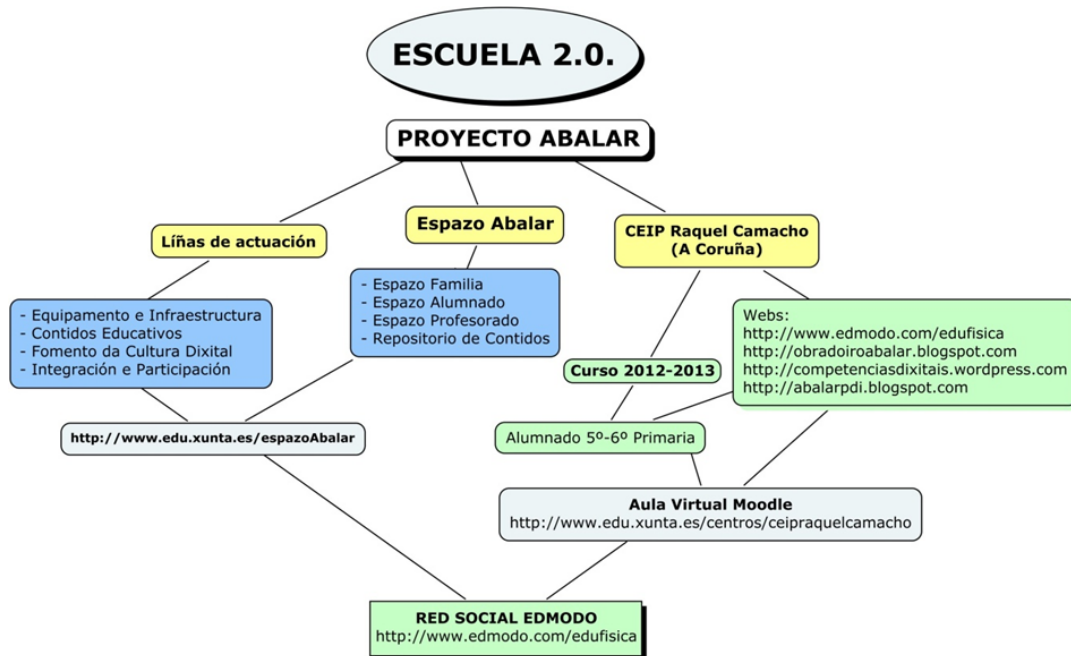 ESCUELA 2.0.
PROYECTO ABALAR
Líñas de actuación
- Equipamento e Infraestructura
- Contidos Educativos
- Fomento da Cultura Dixital
- Integración e Participación
Espazo Abalar
- Espazo Familia
- Espazo Alumnado
- Espazo Profesorado
- Repositorio de Contidos
http://www.edu.xunta.es/espazoAbalar
CEIP Raquel Camacho
(A Coruña)
Curso 2012-2013
Webs:
http://www.edmodo.com/edufisica
http://obradoiroabalar.blogspot.com
http://competenciasdixitais.wordpress.com
http://abalarpdi.blogspot.com
Alumnado 5º-6º Primaria
Aula Virtual Moodle
http://www.edu.xunta.es/centros/ceipraquelcamacho
RED SOCIAL EDMODO
http://www.edmodo.com/edufisica